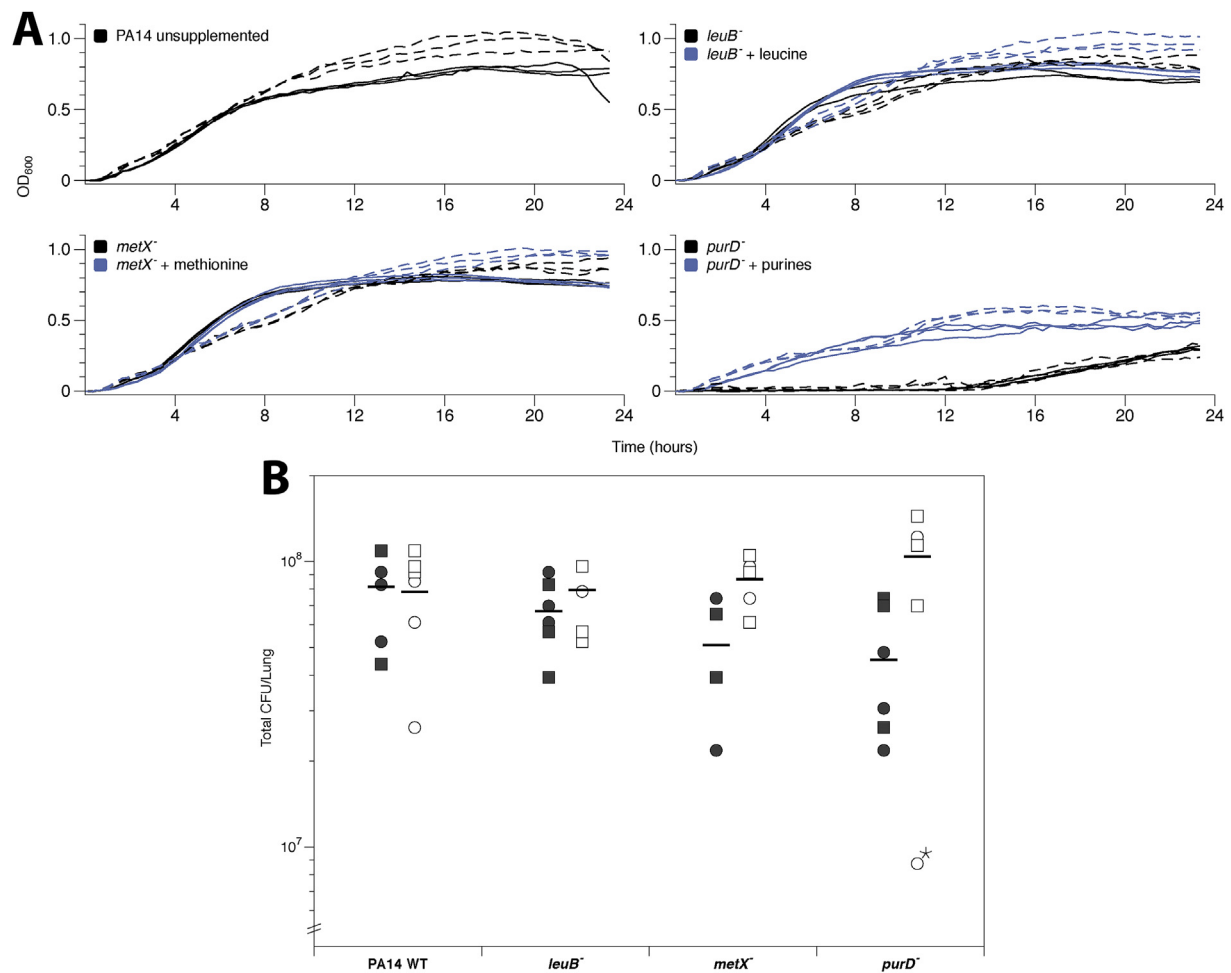 A
PA14 unsupplemented
1.0
0.5
0
4 8 12 16 20 24
leuB-
leuB- + leucine
1.0
0.5
0
4 8 12 16 20 24
OD600
metX-
metX- + methionine
1.0
0.5
0
4 8 12 16 20 24
purD-
purD- + purines
1.0
0.5
0
4 8 12 16 20 24
Time (hours)
B
Total CFU/Lung
10⁸
10⁷
*
PA14 WT leuB- metX- purD-